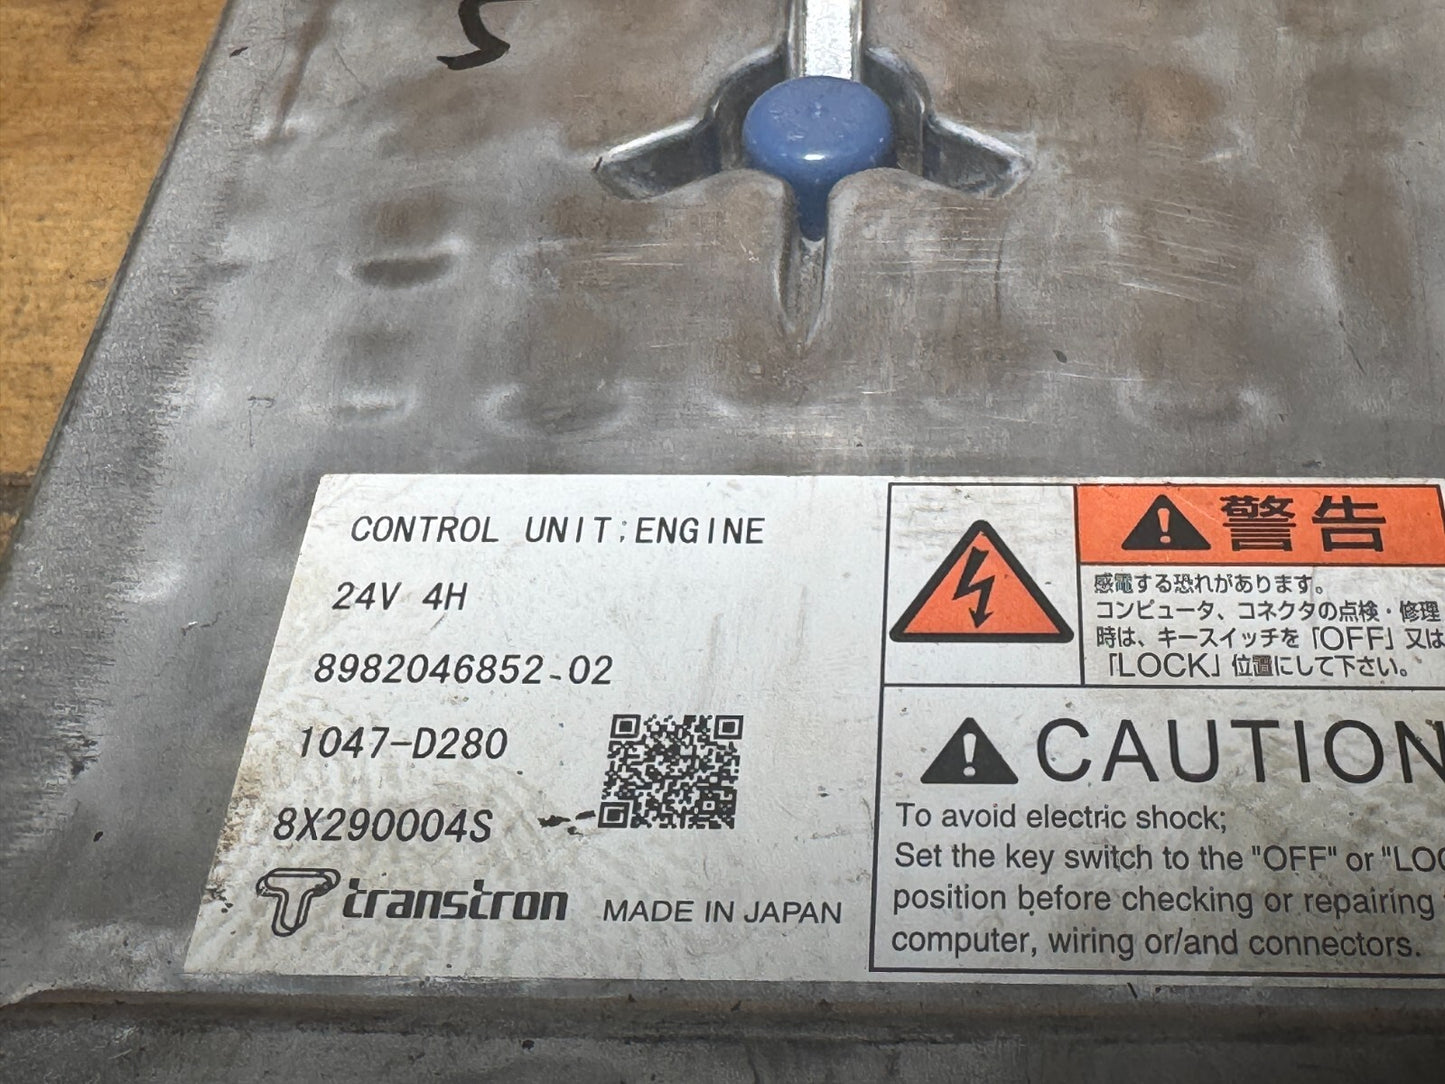 CONTROL UNIT;ENGINE
24V 4H
8982046852-02
1047-D280
8X290004S
transtron MADE IN JAPAN
警告
感電する恐れがあります。
コンピュータ、コネクタの点検・修理
時は、キースイッチを「OFF」又は
「LOCK」位置にして下さい。
CAUTION
To avoid electric shock;
Set the key switch to the "OFF" or "LOC
position before checking or repairing
computer, wiring or/and connectors.